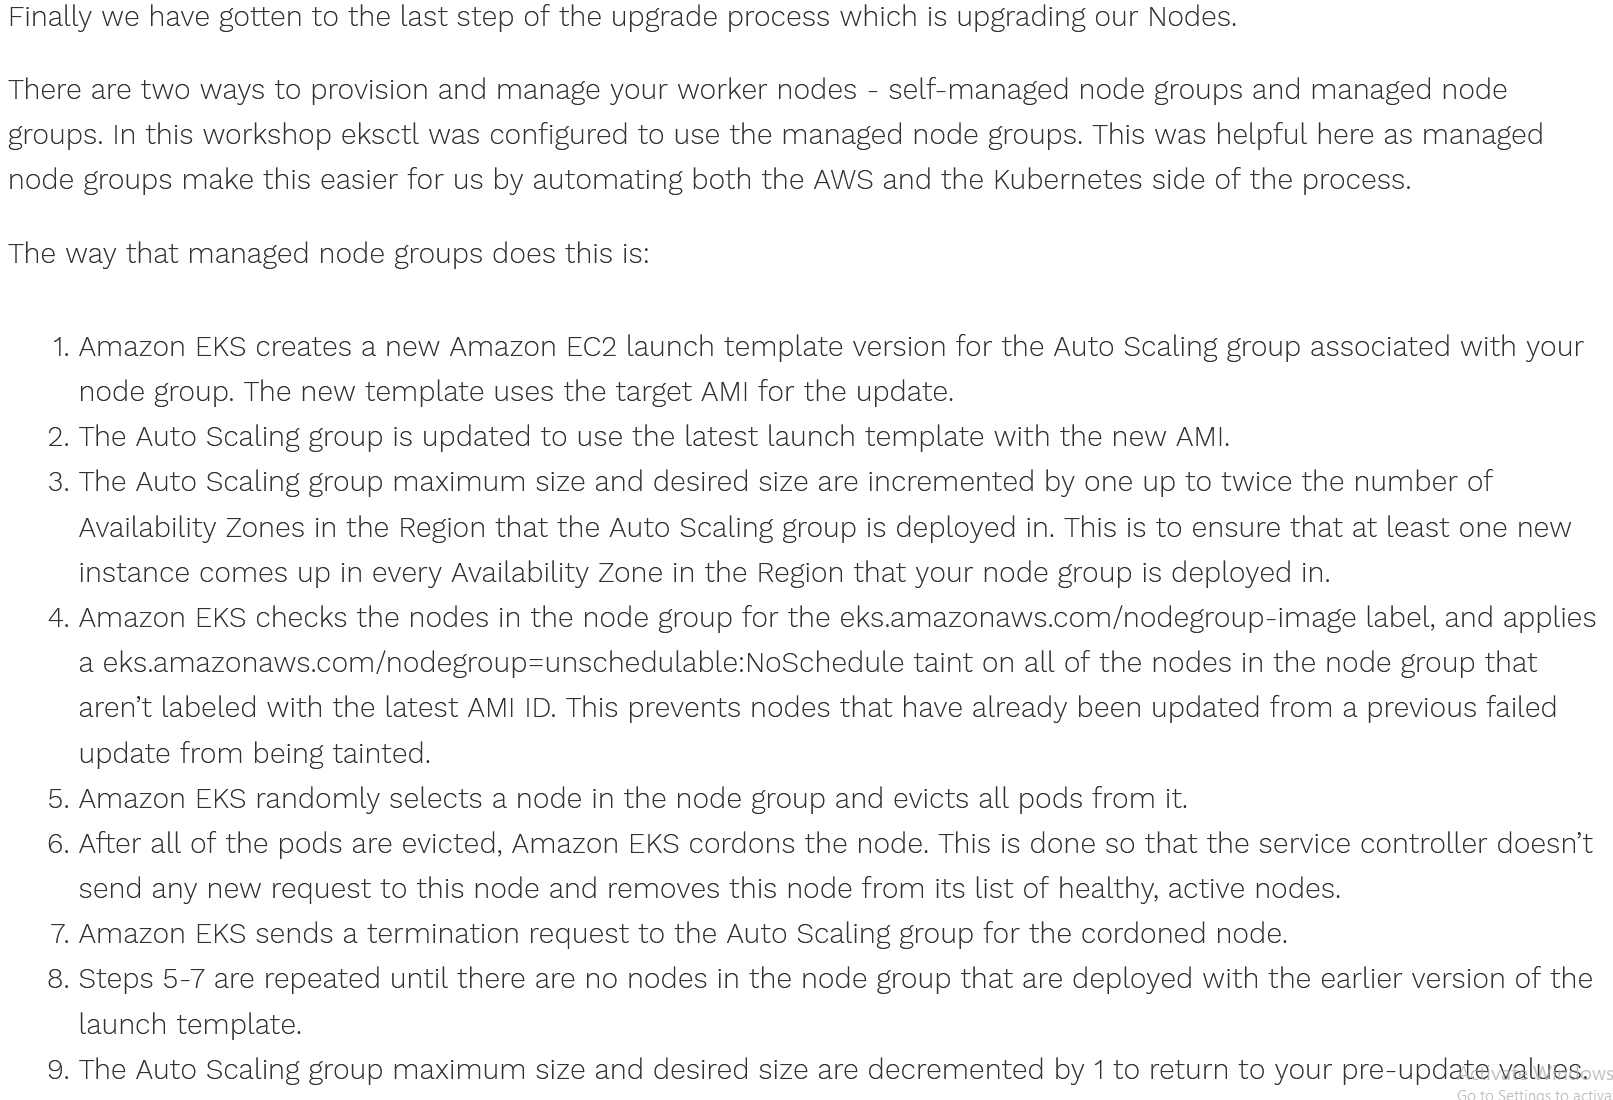 Finally we have gotten to the last step of the upgrade process which is upgrading our Nodes.
There are two ways to provision and manage your worker nodes - self-managed node groups and managed node
groups. In this workshop eksctl was configured to use the managed node groups. This was helpful here as managed
node groups make this easier for us by automating both the AWS and the Kubernetes side of the process.
The way that managed node groups does this is:
1. Amazon EKS creates a new Amazon EC2 launch template version for the Auto Scaling group associated with your
node group. The new template uses the target AMI for the update.
2. The Auto Scaling group is updated to use the latest launch template with the new AMI.
3. The Auto Scaling group maximum size and desired size are incremented by one up to twice the number of
Availability Zones in the Region that the Auto Scaling group is deployed in. This is to ensure that at least one new
instance comes up in every Availability Zone in the Region that your node group is deployed in.
4. Amazon EKS checks the nodes in the node group for the eks.amazonaws.com/nodegroup-image label, and applies
a eks.amazonaws.com/nodegroup=unschedulable:NoSchedule taint on all of the nodes in the node group that
aren’t labeled with the latest AMI ID. This prevents nodes that have already been updated from a previous failed
update from being tainted.
5. Amazon EKS randomly selects a node in the node group and evicts all pods from it.
6. After all of the pods are evicted, Amazon EKS cordons the node. This is done so that the service controller doesn’t
send any new request to this node and removes this node from its list of healthy, active nodes.
7. Amazon EKS sends a termination request to the Auto Scaling group for the cordoned node.
8. Steps 5-7 are repeated until there are no nodes in the node group that are deployed with the earlier version of the
launch template.
9. The Auto Scaling group maximum size and desired size are decremented by 1 to return to your pre-update values.
Activate Windows
Go to Settings to activa